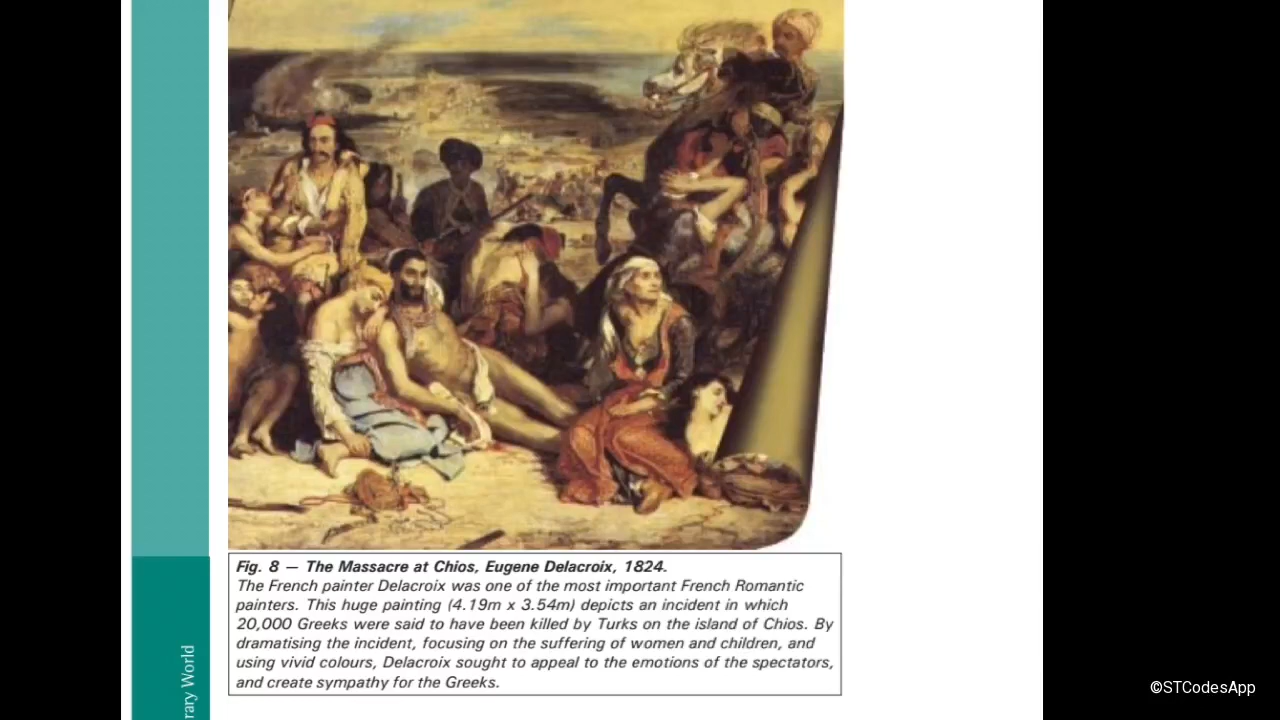 Fig. 8 — The Massacre at Chios, Eugene Delacroix, 1824.
The French painter Delacroix was one of the most important French Romantic
painters. This huge painting (4.19m x 3.54m) depicts an incident in which
20,000 Greeks were said to have been killed by Turks on the island of Chios. By
dramatising the incident, focusing on the suffering of women and children, and
using vivid colours, Delacroix sought to appeal to the emotions of the spectators,
and create sympathy for the Greeks.
rary World
©STCodesApp